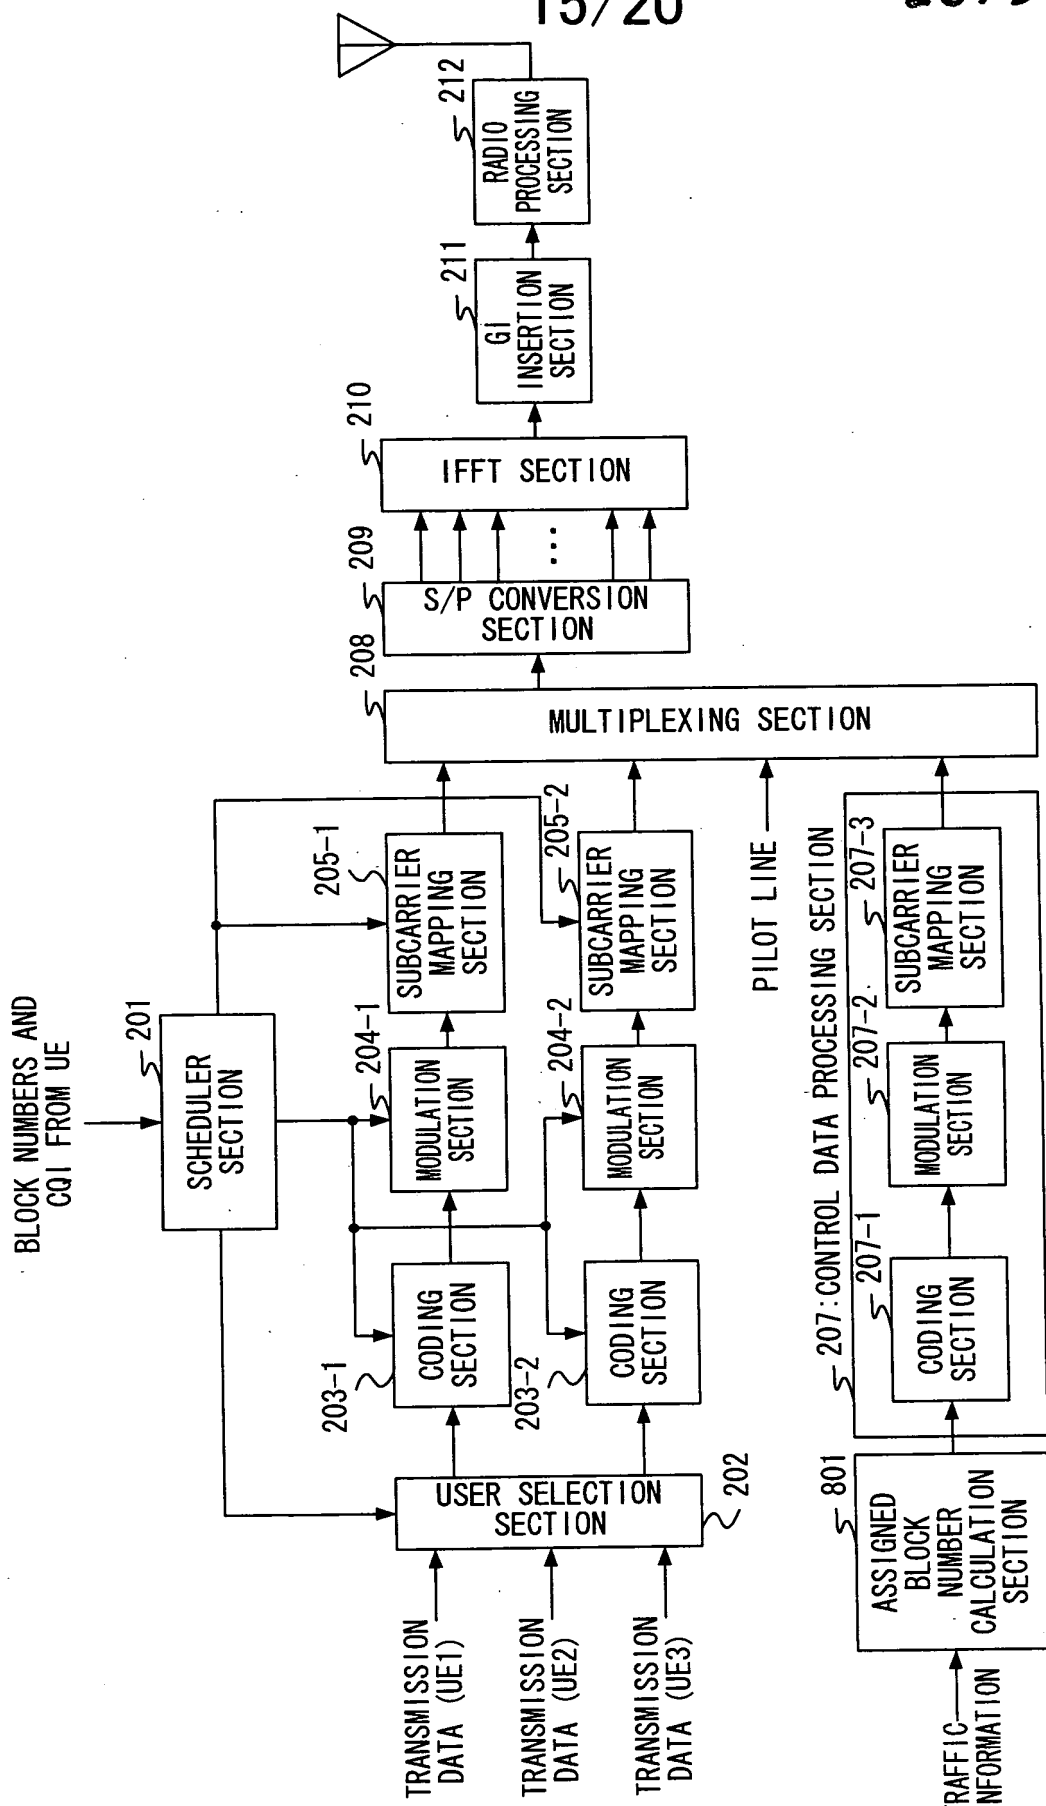 15/20
BLOCK NUMBERS AND
CQI FROM UE
201
SCHEDULER
SECTION
TRANSMISSION
DATA (UE1)
TRANSMISSION
DATA (UE2)
TRANSMISSION
DATA (UE3)
USER SELECTION
SECTION
202
203-1
CODING
SECTION
204-1
MODULATION
SECTION
205-1
SUBCARRIER
MAPPING
SECTION
203-2
CODING
SECTION
204-2
MODULATION
SECTION
205-2
SUBCARRIER
MAPPING
SECTION
PILOT LINE
207:CONTROL DATA PROCESSING SECTION
TRAFFIC
INFORMATION
801
ASSIGNED
BLOCK
NUMBER
CALCULATION
SECTION
207-1
CODING
SECTION
207-2
MODULATION
SECTION
207-3
SUBCARRIER
MAPPING
SECTION
208
MULTIPLEXING SECTION
209
S/P CONVERSION
SECTION
...
210
IFFT SECTION
211
GI
INSERTION
SECTION
212
RADIO
PROCESSING
SECTION